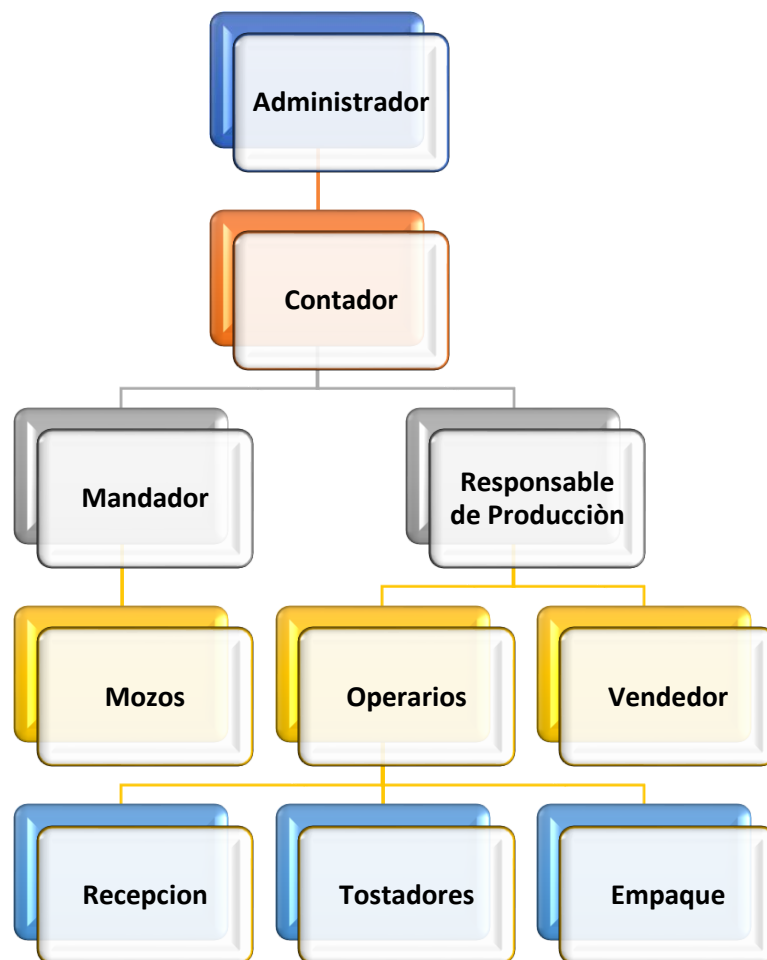 Administrador
Contador
Mandador
Responsable
de Producciòn
Mozos
Operarios
Vendedor
Recepcion
Tostadores
Empaque